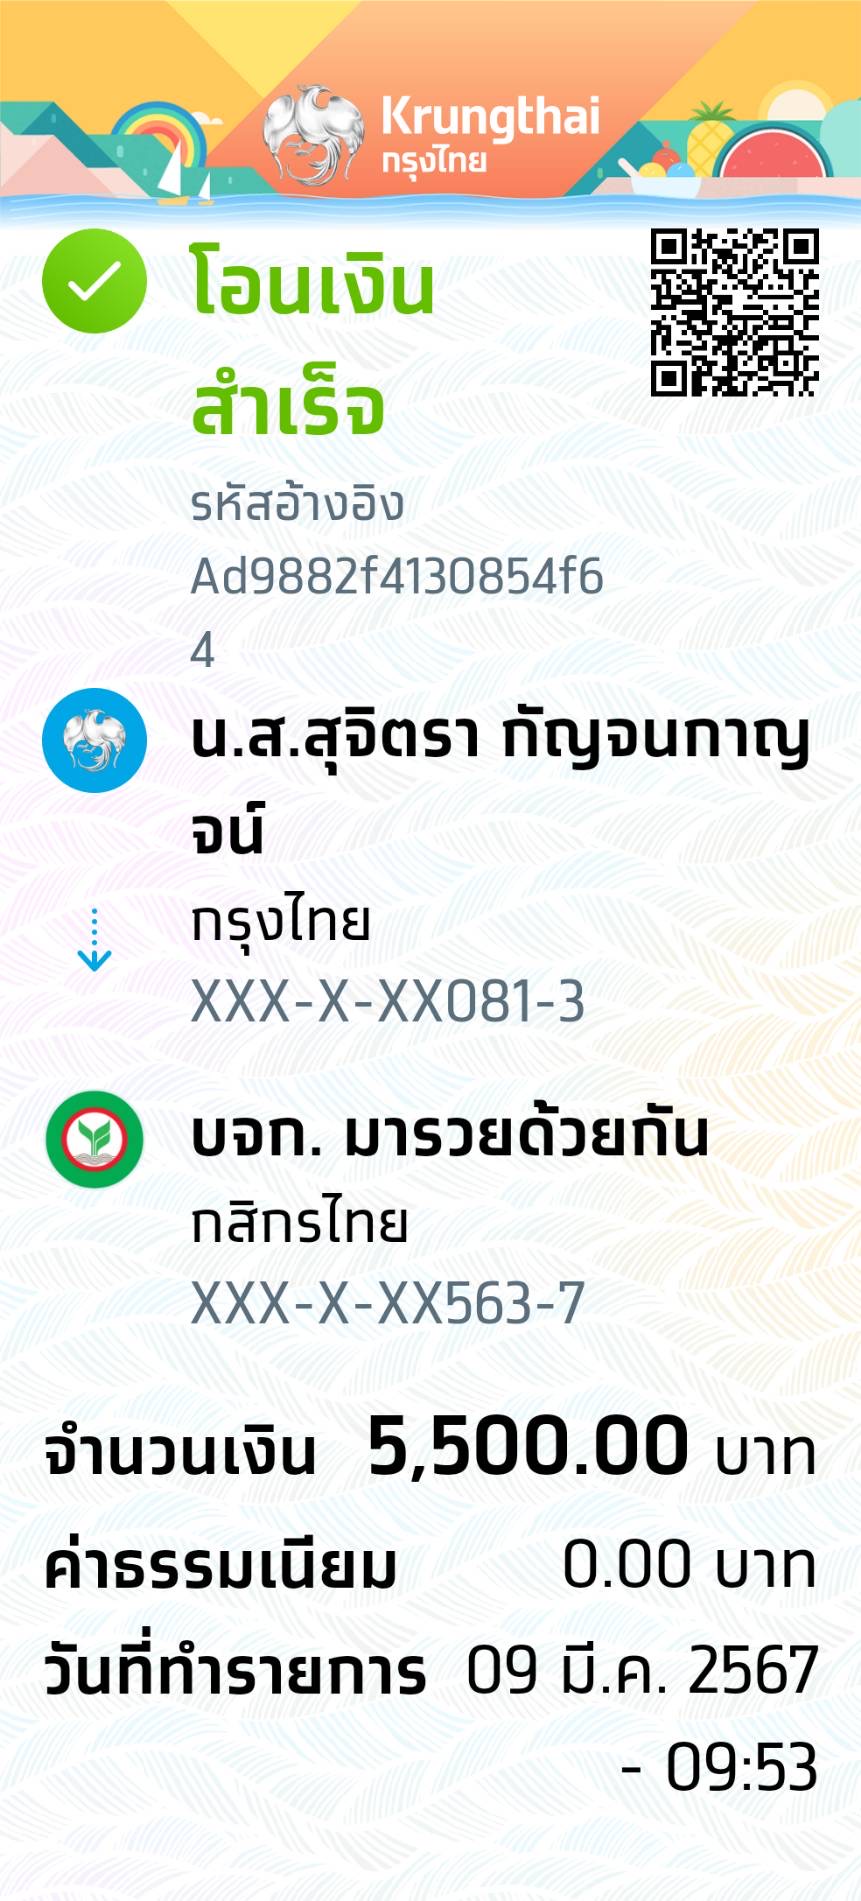 Krungthai
กรุงไทย
โอนเงิน
สำเร็จ
รหัสอ้างอิง
Ad9882f4130854f6
4
น.ส.สุจิตรา กัญจนกาญ
จน์
กรุงไทย
XXX-X-XX081-3
บจก. มารวยด้วยกัน
กสิกรไทย
XXX-X-XX563-7
จำนวนเงิน 5,500.00 บาท
ค่าธรรมเนียม 0.00 บาท
วันที่ทำรายการ 09 มี.ค. 2567
- 09:53